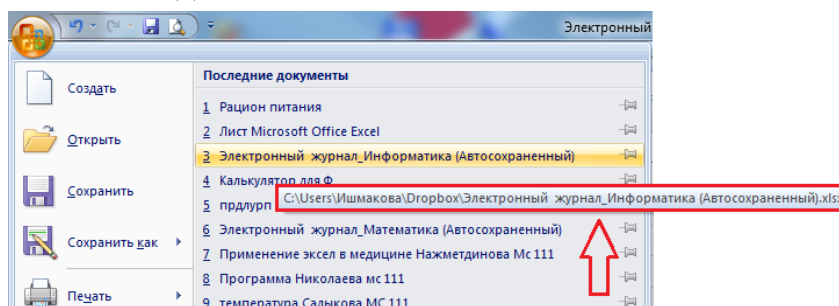 Электронный
Последние документы
Создать
Открыть
Сохранить
Сохранить как
Печать
1 Рацион питания
2 Лист Microsoft Office Excel
3 Электронный журнал_Информатика (Автосохраненный)
4 Калькулятор для Ф
C:\Users\Ишмакова\Dropbox\Электронный журнал_Информатика (Автосохраненный).xlsx
5 прдлурп
6 Электронный журнал_Математика (Автосохраненный)
7 Применение эксел в медицине Нажметдинова Мс 111
8 Программа Николаева мс 111
9 температура Садыкова МС 111